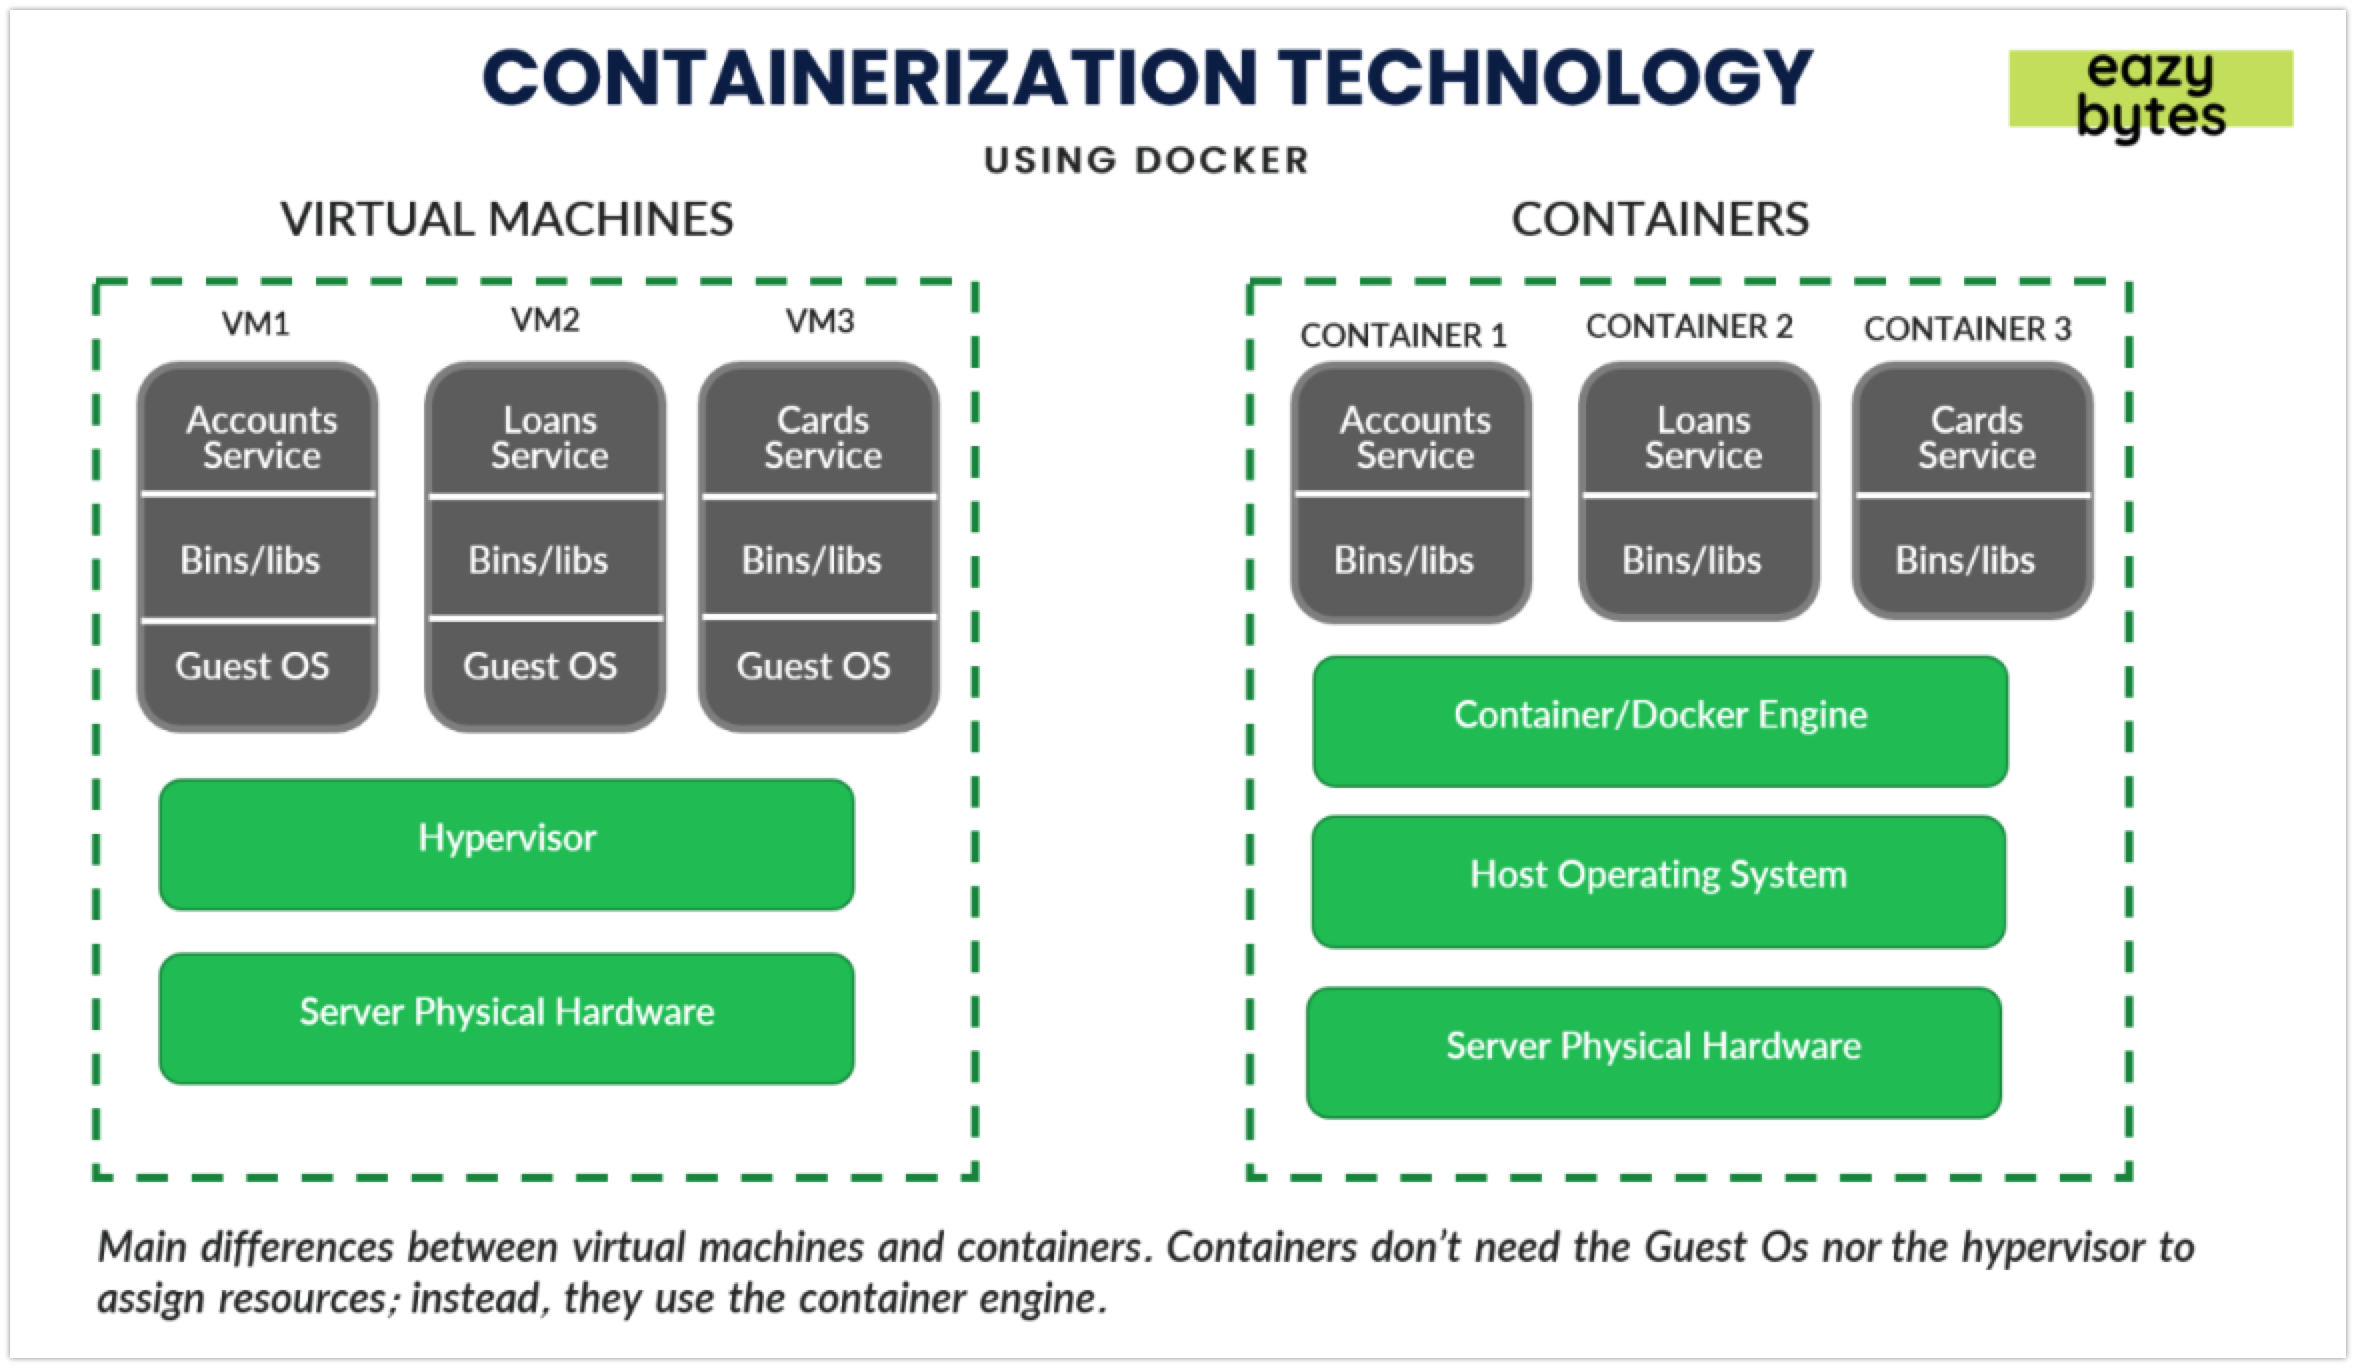 CONTAINERIZATION TECHNOLOGY
eazy
bytes
USING DOCKER
VIRTUAL MACHINES
VM1
VM2
VM3
Accounts
Service
Bins/libs
Guest OS
Loans
Service
Bins/libs
Guest OS
Cards
Service
Bins/libs
Guest OS
Hypervisor
Server Physical Hardware
CONTAINERS
CONTAINER 1
CONTAINER 2
CONTAINER 3
Accounts
Service
Bins/libs
Loans
Service
Bins/libs
Cards
Service
Bins/libs
Container/Docker Engine
Host Operating System
Server Physical Hardware
Main differences between virtual machines and containers. Containers don’t need the Guest Os nor the hypervisor to
assign resources; instead, they use the container engine.